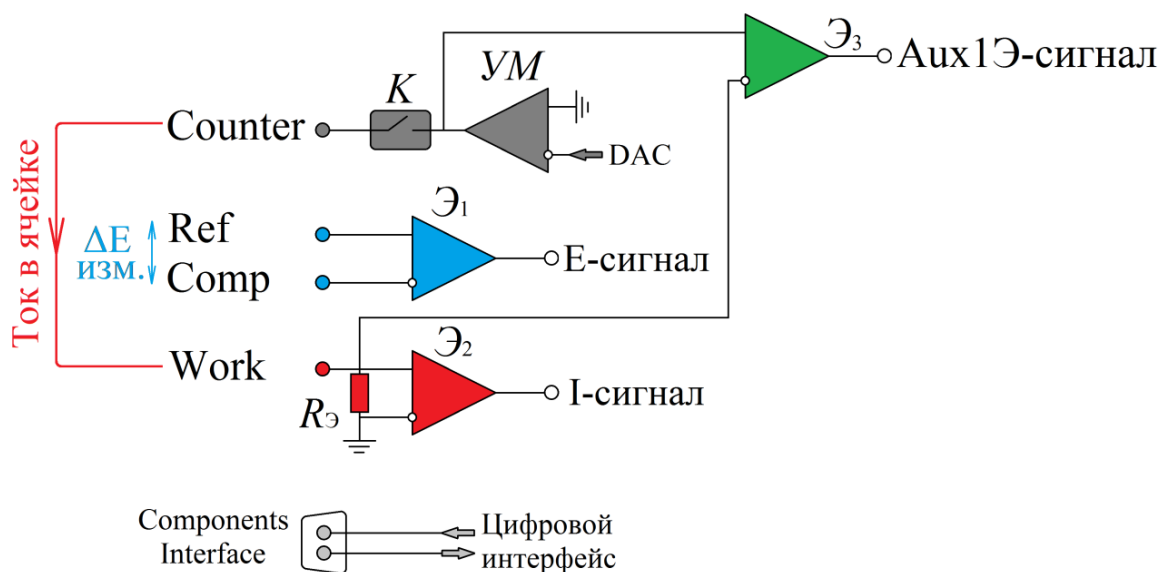 Э₃
Aux1Э-сигнал
УМ
K
Counter
DAC
Ток в ячейке
Э₁
Ref
ΔE
изм.
E-сигнал
Comp
Э₂
Work
I-сигнал
RЭ
Components
Interface
Цифровой
интерфейс